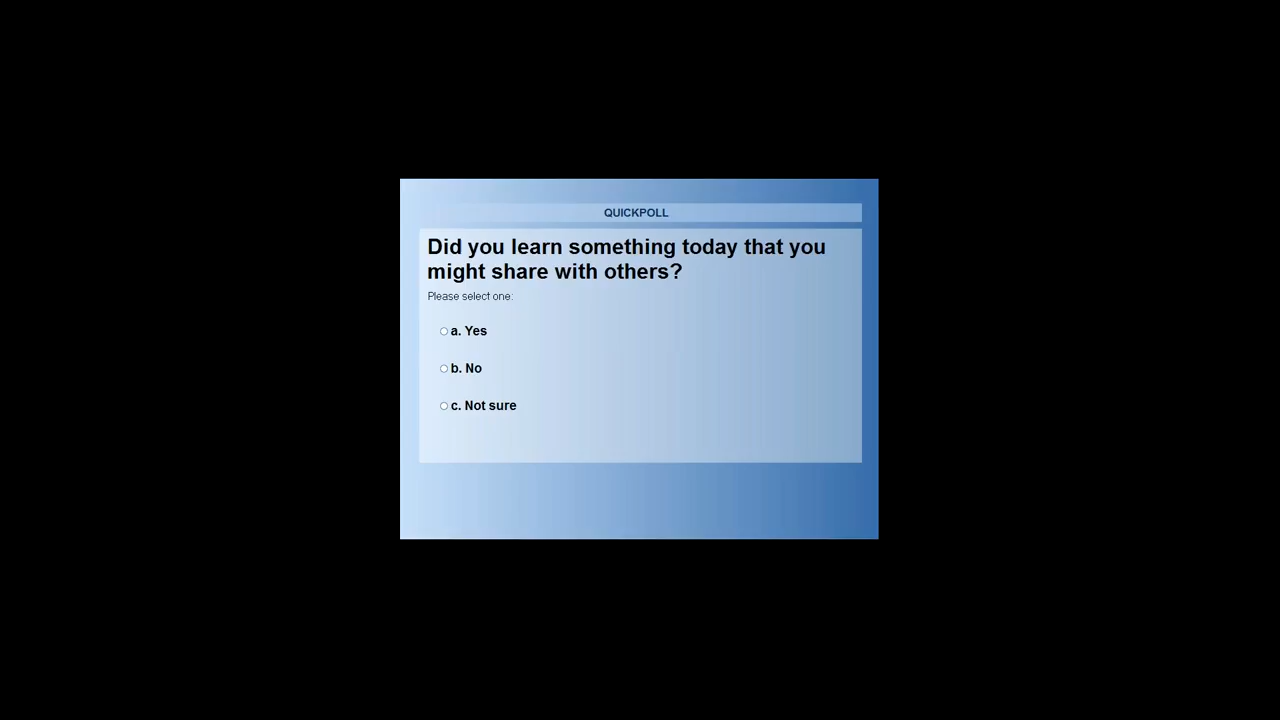 QUICKPOLL
Did you learn something today that you
might share with others?
Please select one:
a. Yes
b. No
c. Not sure